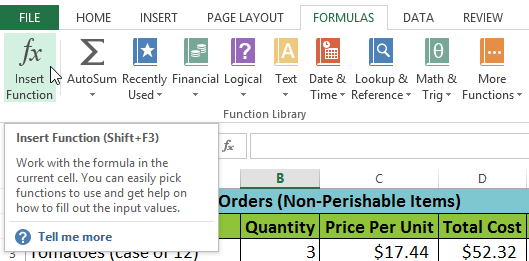 FILE HOME INSERT PAGE LAYOUT FORMULAS DATA REVIEW
fx Σ θ
Insert Function AutoSum Recently Used Financial Logical Text A Date & Time Lookup & Reference Math & Trig More Functions
Function Library
Insert Function (Shift+F3)
Work with the formula in the
current cell. You can easily pick
functions to use and get help on
how to fill out the input values.
? Tell me more
fx
B C D
Orders (Non-Perishable Items)
Quantity Price Per Unit Total Cost
3 Tomatoes (case of 12) 3 $17.44 $52.32